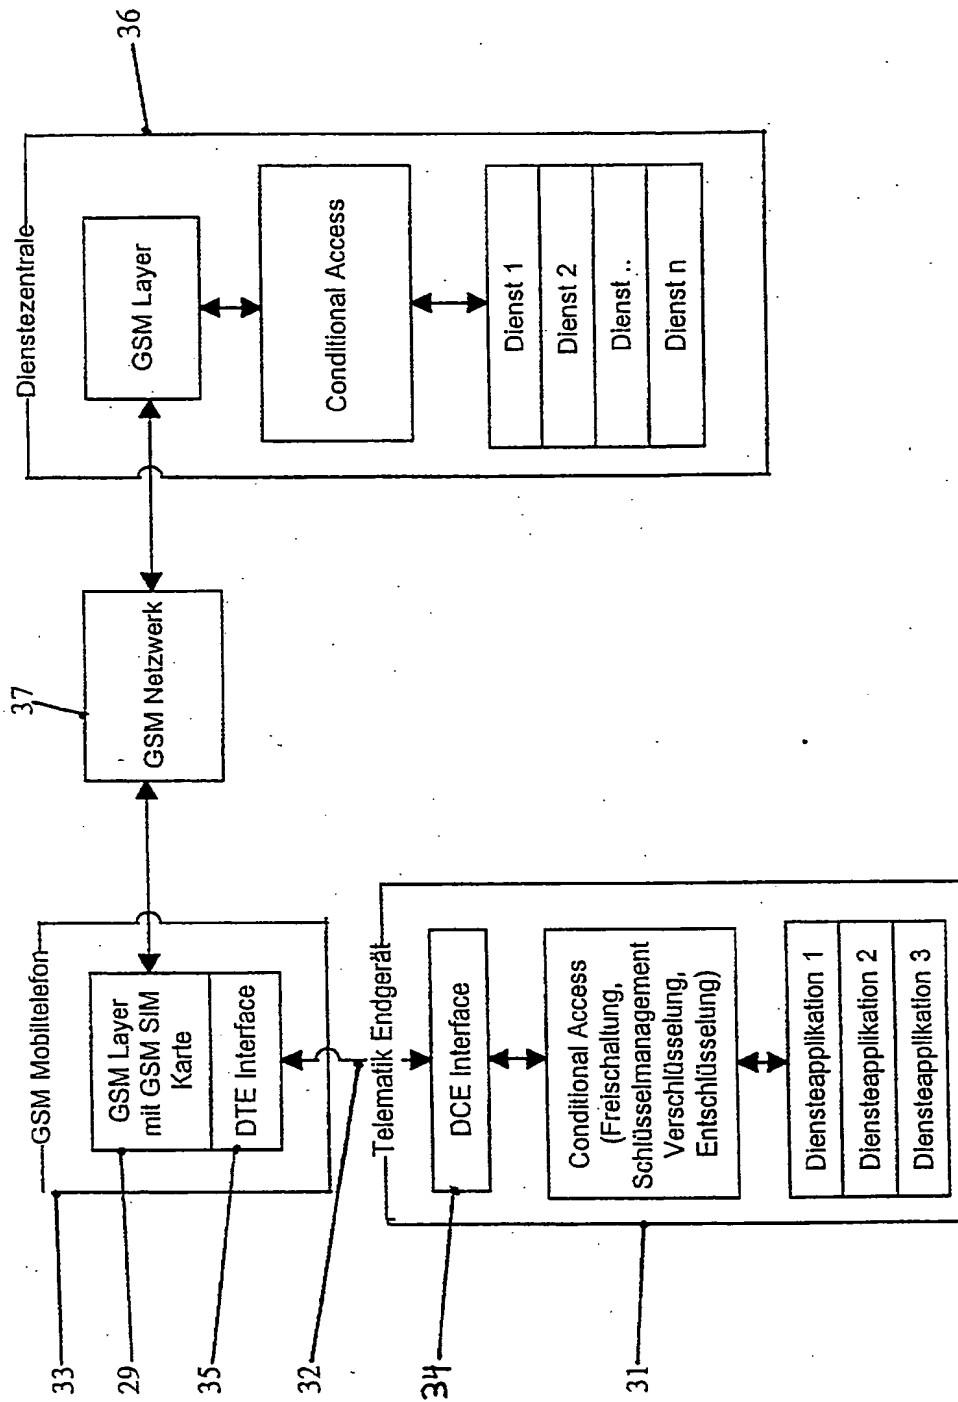 33
GSM Mobiltelefon
29
GSM Layer
mit GSM SIM
Karte
35
DTE Interface
32
Telematik Endgerät
34
DCE Interface
Conditional Access
(Freischaltung,
Schlüsselmanagement
Verschlüsselung,
Entschlüsselung)
31
Diensteapplikation 1
Diensteapplikation 2
Diensteapplikation 3
37
GSM Netzwerk
Dienstezentrale
36
GSM Layer
Conditional Access
Dienst 1
Dienst 2
Dienst ..
Dienst n